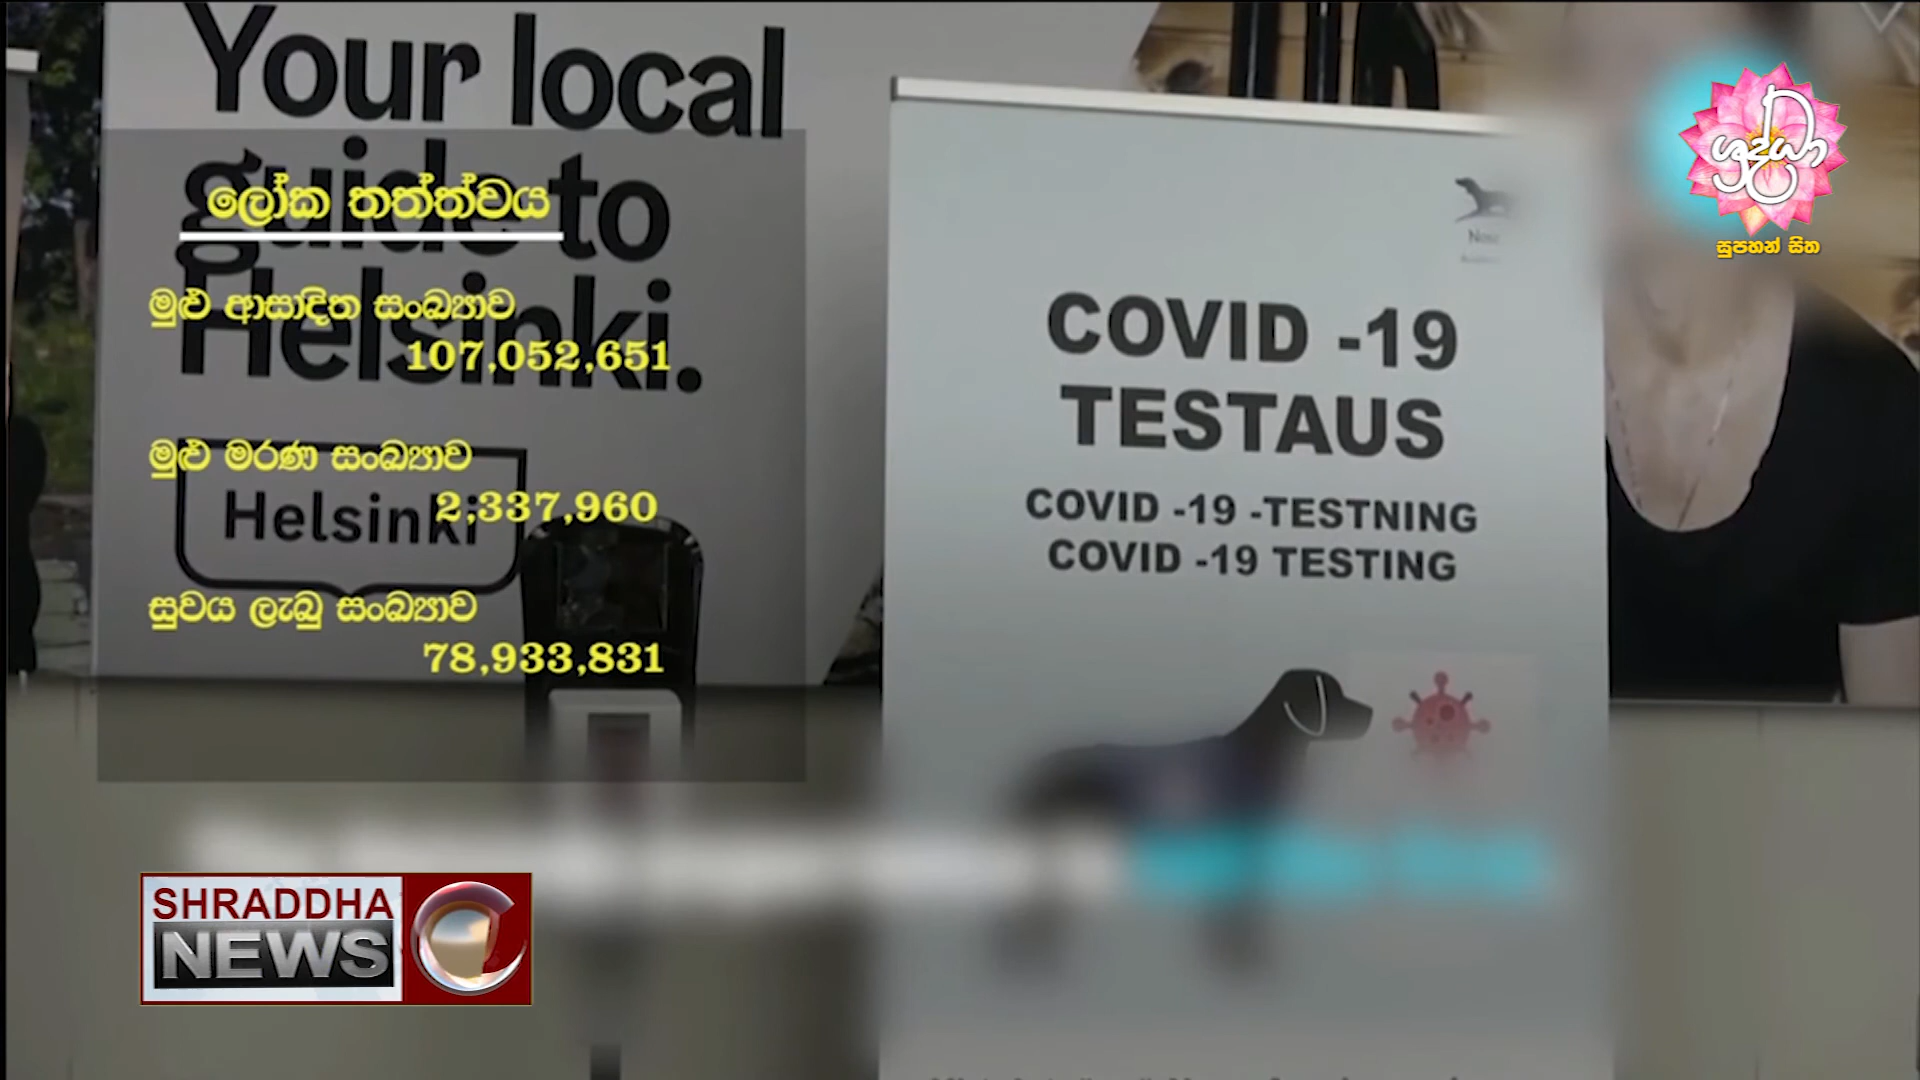 Your local
guide to
Helsinki.
Helsinki
ලෝක තත්ත්වය
මුළු ආසාදිත සංඛ්‍යාව
107,052,651
මුළු මරණ සංඛ්‍යාව
2,337,960
සුවය ලැබූ සංඛ්‍යාව
78,933,831
COVID -19
TESTAUS
COVID -19 -TESTNING
COVID -19 TESTING
ශ්‍රද්ධා
සුපහන් සිත
SHRADDHA
NEWS